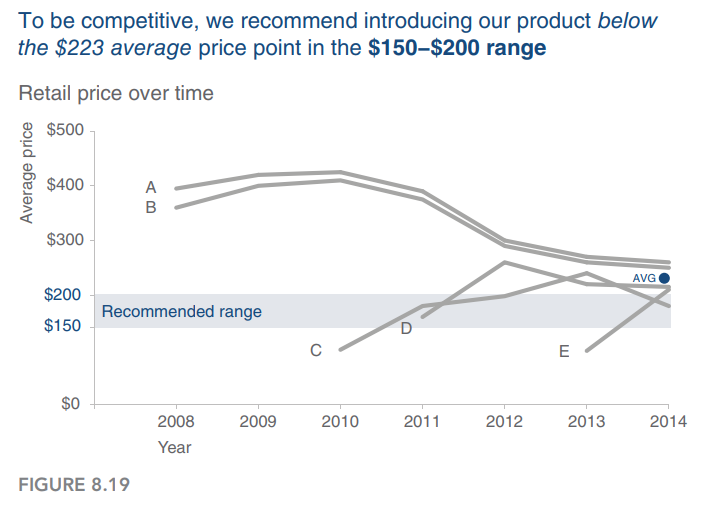 To be competitive, we recommend introducing our product below
the $223 average price point in the $150–$200 range
Retail price over time
Average price
$500
$400
$300
$200
$150
$0
A
B
C
D
E
AVG
Recommended range
2008 2009 2010 2011 2012 2013 2014
Year
FIGURE 8.19